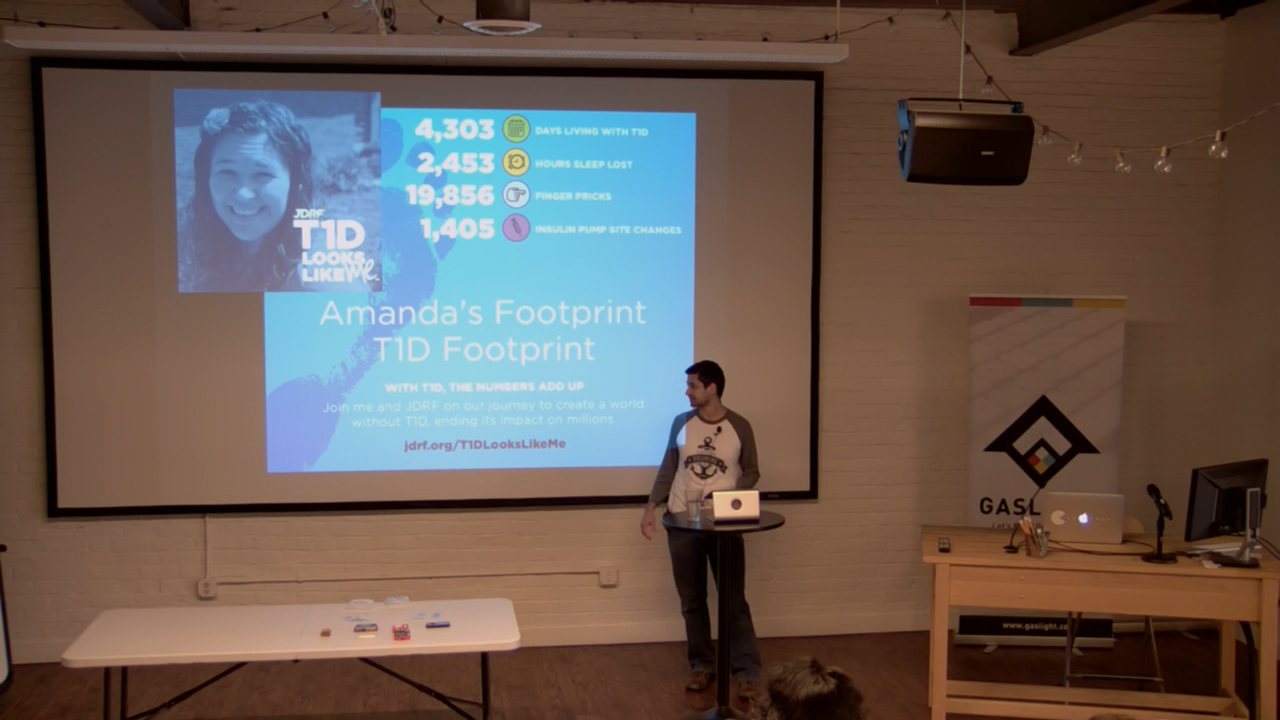 4,303 DAYS LIVING WITH T1D
2,453 HOURS SLEEP LOST
19,856 FINGER PRICKS
1,405 INSULIN PUMP SITE CHANGES
JDRF
T1D
LOOKS
LIKE Me
Amanda's Footprint
T1D Footprint
WITH T1D, THE NUMBERS ADD UP
Join me and JDRF on our journey to create a world
without T1D, ending its impact on millions.
jdrf.org/T1DLooksLikeMe
GASL
www.gaslight.co